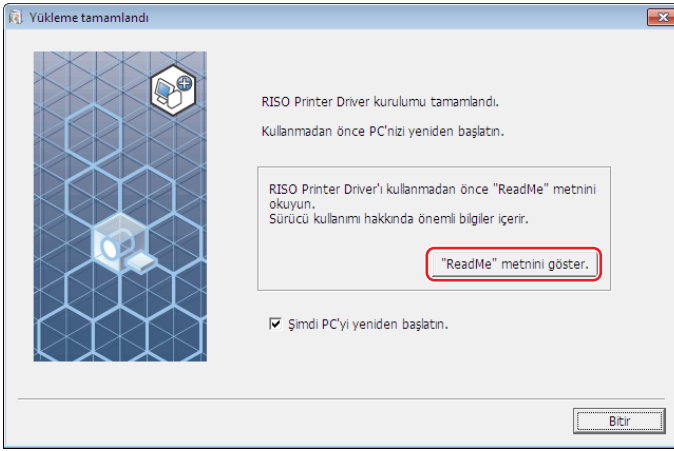 Yükleme tamamlandı
RISO Printer Driver kurulumu tamamlandı.
Kullanmadan önce PC'nizi yeniden başlatın.
RISO Printer Driver'ı kullanmadan önce "ReadMe" metnini
okuyun.
Sürücü kullanımı hakkında önemli bilgiler içerir.
"ReadMe" metnini göster.
Şimdi PC'yi yeniden başlatın.
Bitir